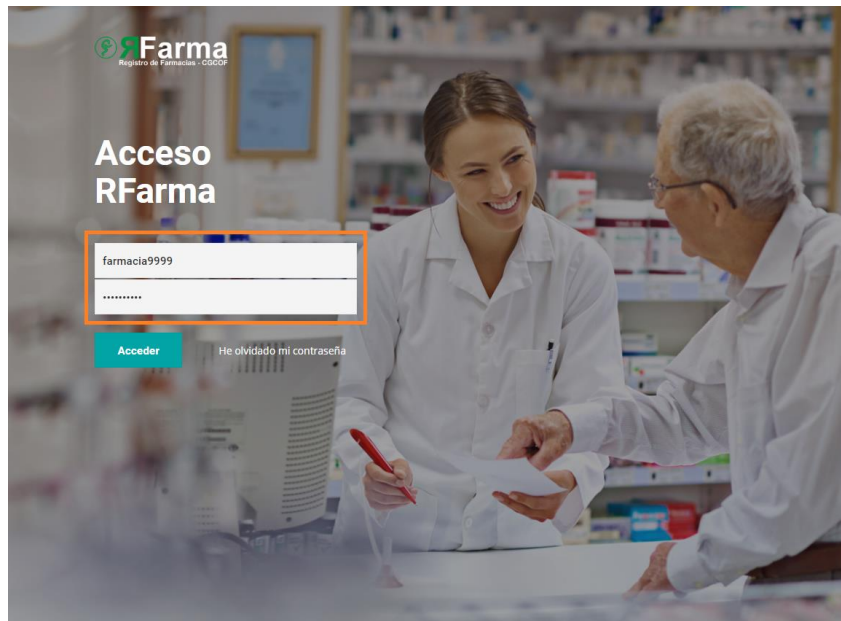 RFarma
Registro de Farmacias - CGCOF
Acceso
RFarma
farmacia9999
••••••••••
Acceder
He olvidado mi contraseña